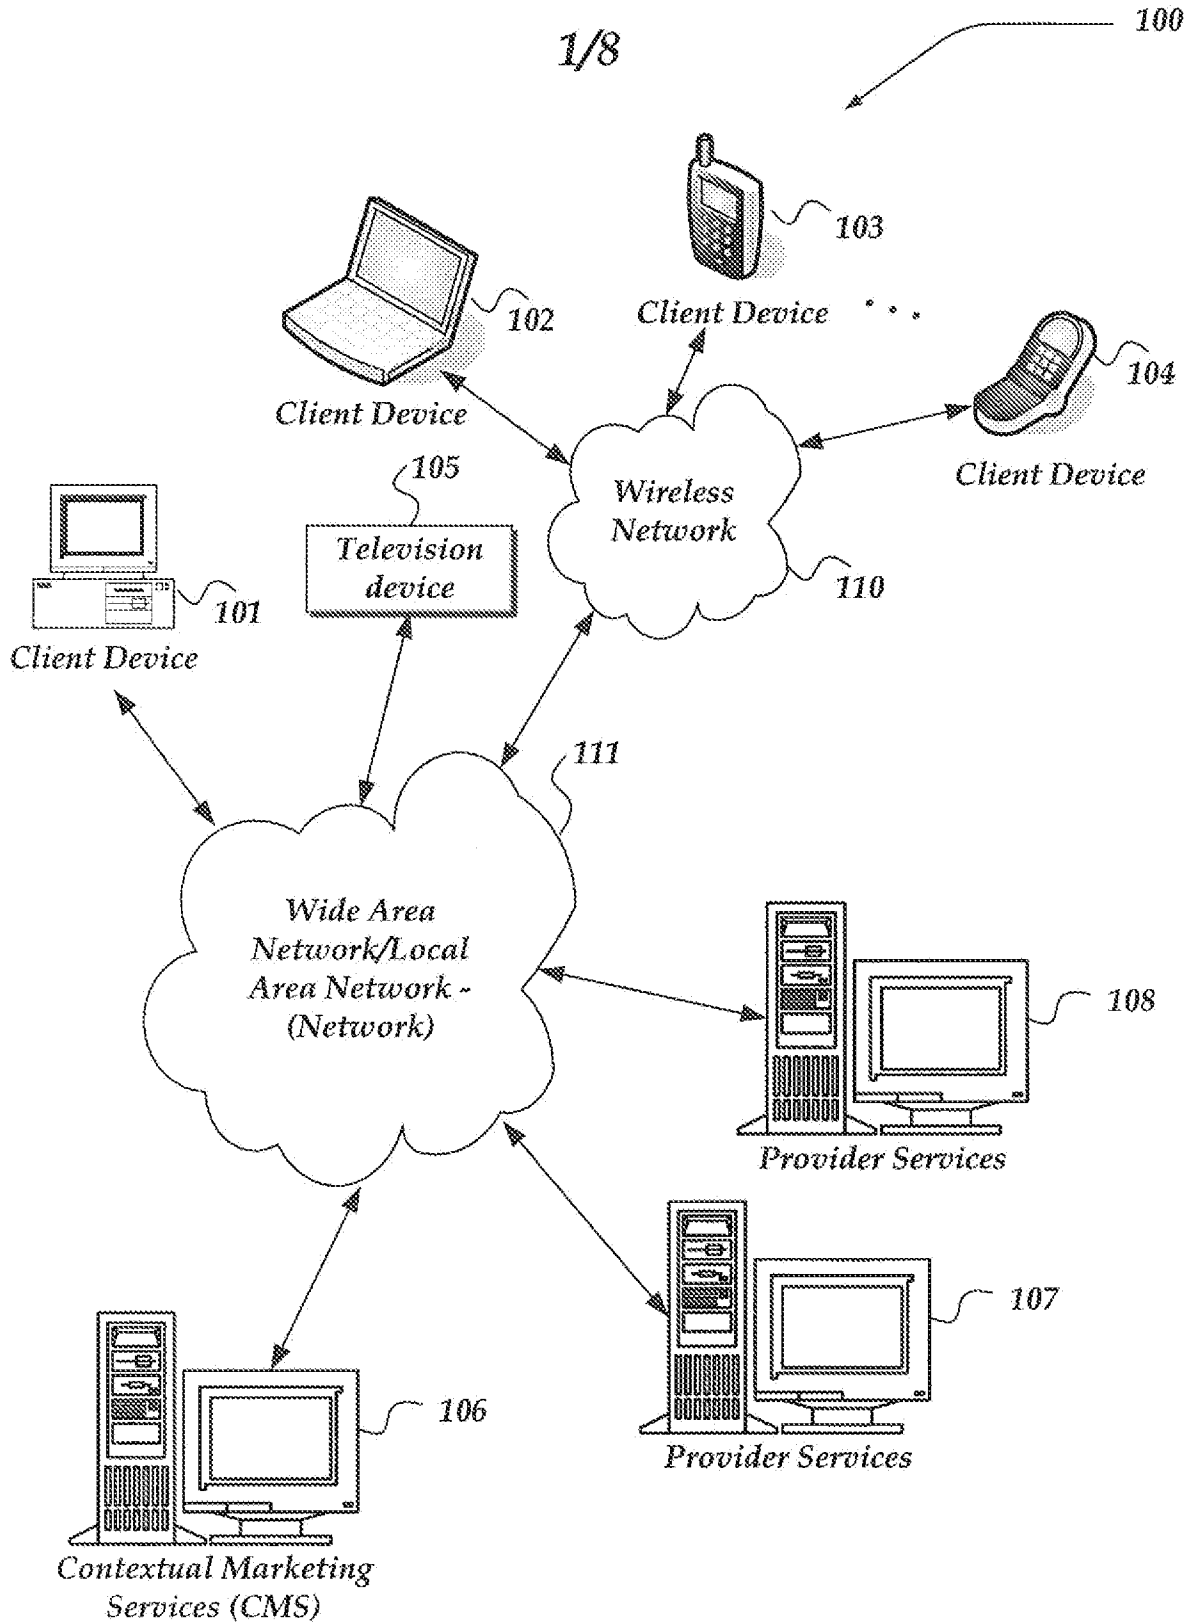 1/8
100
103
Client Device
102
Client Device
104
Client Device
105
Television
device
Wireless
Network
110
101
Client Device
111
Wide Area
Network/Local
Area Network -
(Network)
108
Provider Services
107
Provider Services
106
Contextual Marketing
Services (CMS)